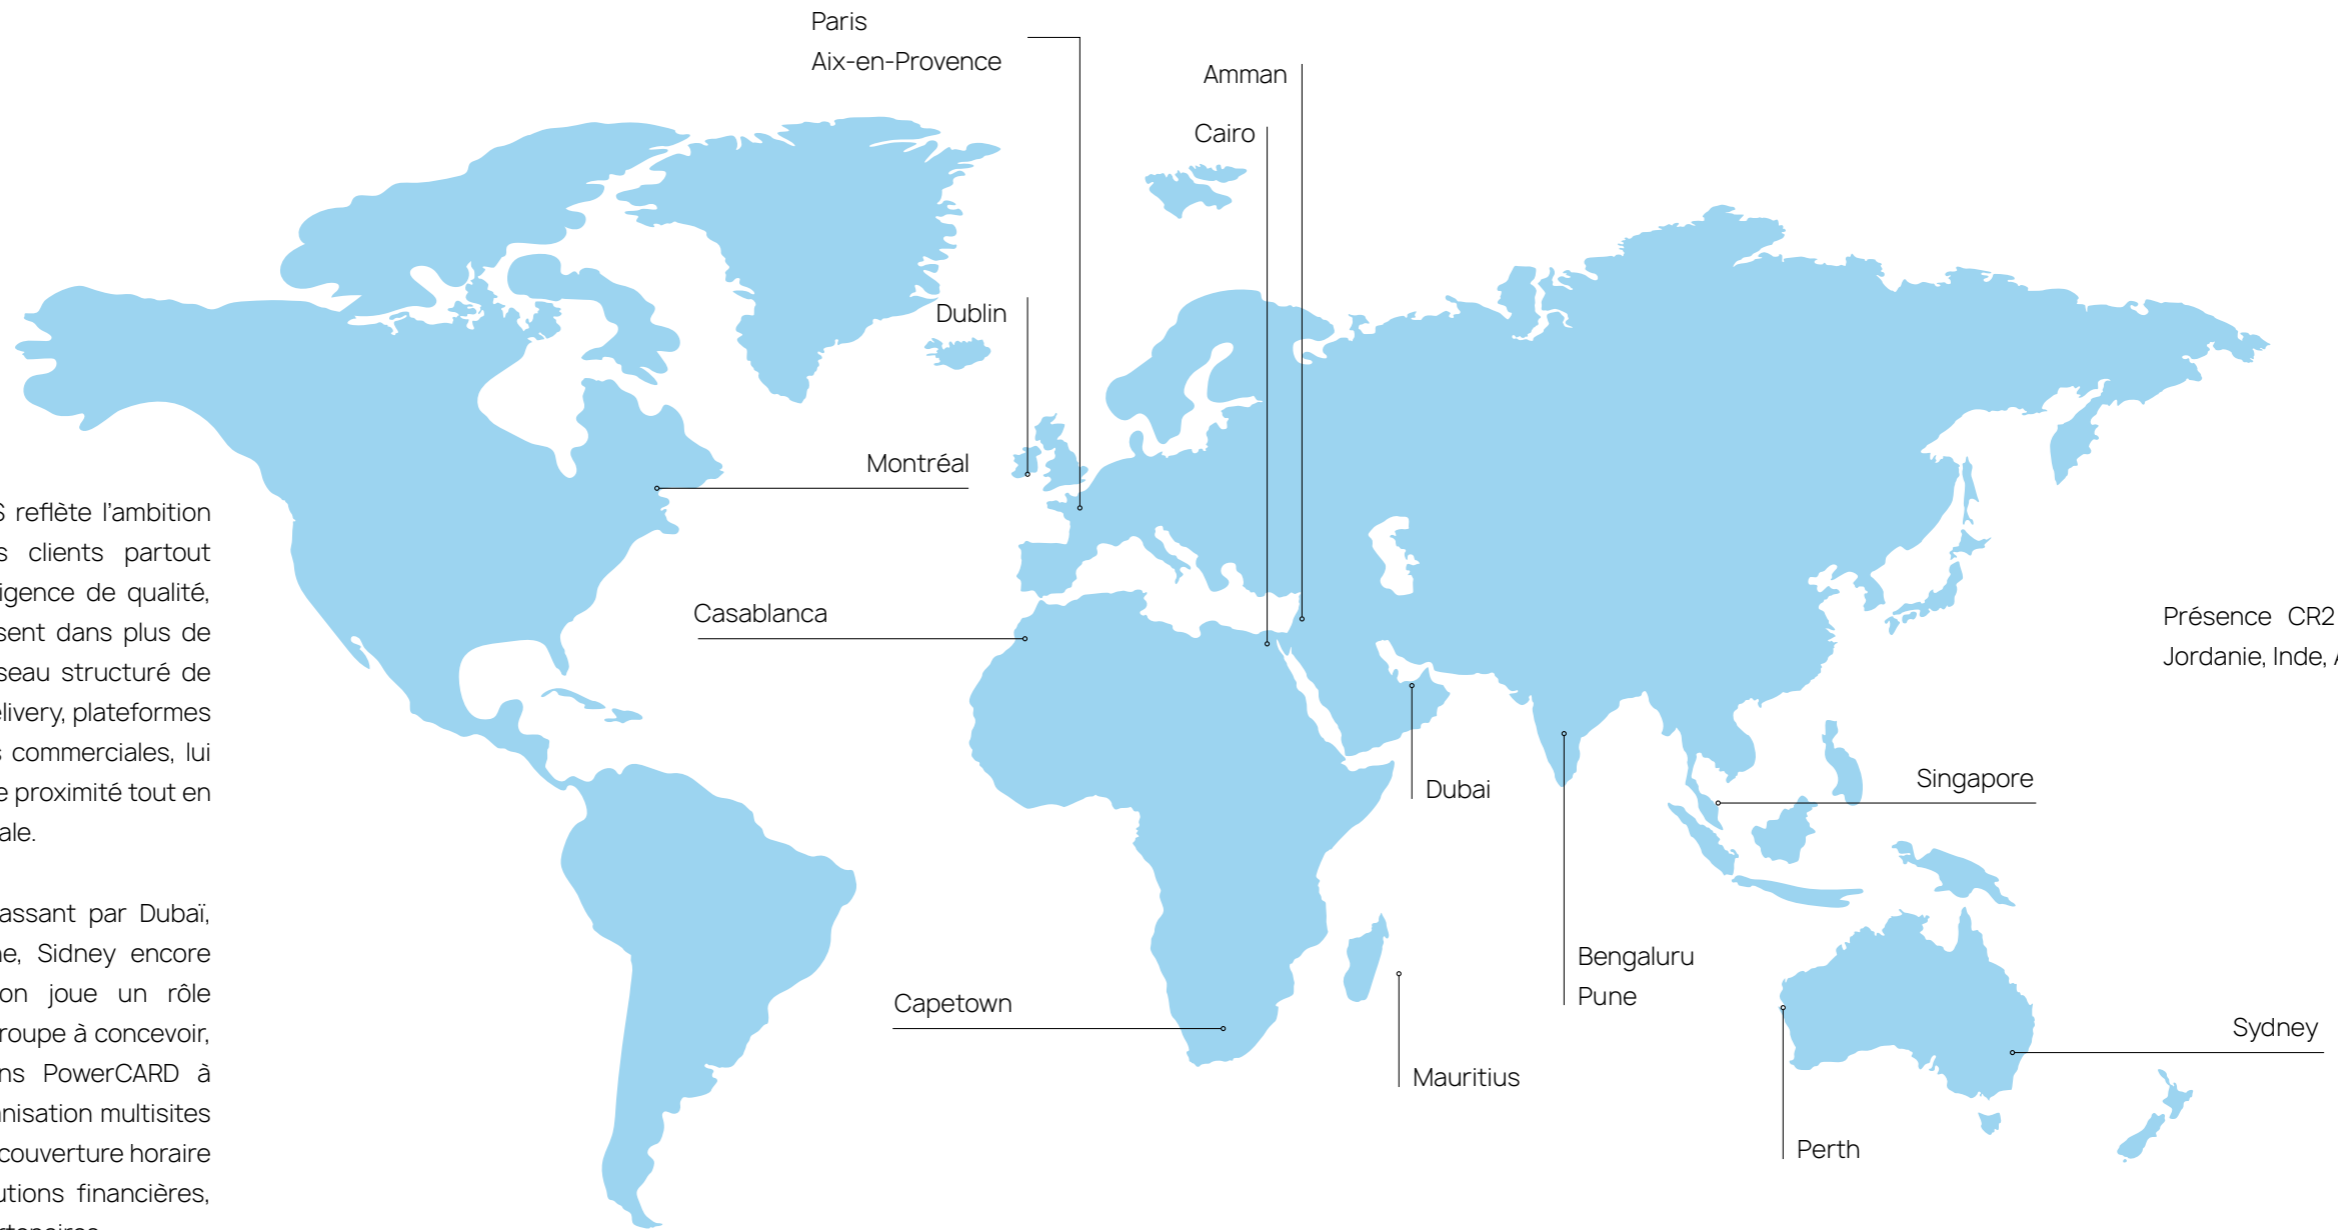 Paris
Aix-en-Provence
Amman
Cairo
Dublin
Montréal
Casablanca
Capetown
Dubai
Bengaluru
Pune
Mauritius
Singapore
Perth
Sydney
S reflète l’ambition
s clients partout
igence de qualité,
sent dans plus de
seau structuré de
elivery, plateformes
s commerciales, lui
e proximité tout en
ale.
assant par Dubaï,
ne, Sidney encore
on joue un rôle
groupe à concevoir,
ns PowerCARD à
anisation multisites
couverture horaire
utions financières,
Présence CR2
Jordanie, Inde,